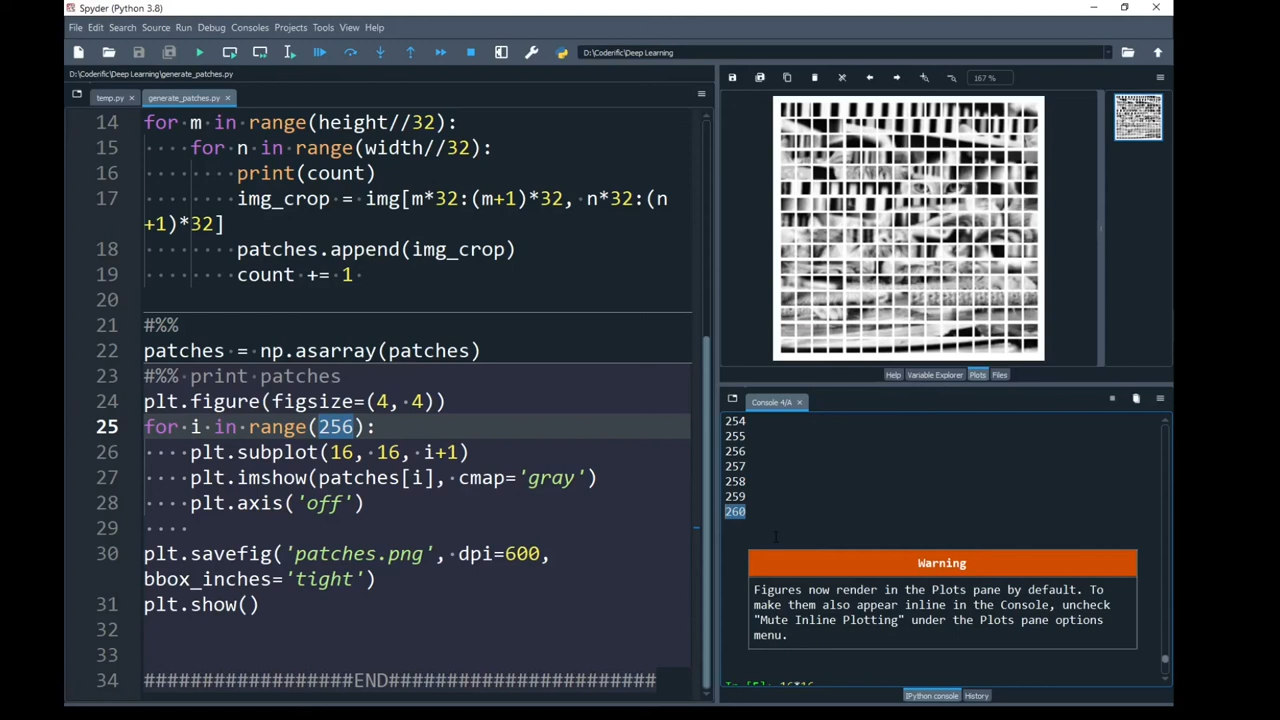 Spyder (Python 3.8)
File Edit Search Source Run Debug Consoles Projects Tools View Help
D:\Coderific\Deep Learning
D:\Coderific\Deep Learning\generate_patches.py
temp.py
generate_patches.py
14 for m in range(height//32):
15 for n in range(width//32):
16 print(count)
17 img_crop = img[m*32:(m+1)*32, n*32:(n
+1)*32]
18 patches.append(img_crop)
19 count += 1
20
21 #%%
22 patches = np.asarray(patches)
23 #%% print patches
24 plt.figure(figsize=(4, 4))
25 for i in range(256):
26 plt.subplot(16, 16, i+1)
27 plt.imshow(patches[i], cmap='gray')
28 plt.axis('off')
29
30 plt.savefig('patches.png', dpi=600,
bbox_inches='tight')
31 plt.show()
32
33
34 ##################END#######################
167 %
Help Variable Explorer Plots Files
Console 4/A
254
255
256
257
258
259
260
Warning
Figures now render in the Plots pane by default. To
make them also appear inline in the Console, uncheck
"Mute Inline Plotting" under the Plots pane options
menu.
IPython console History